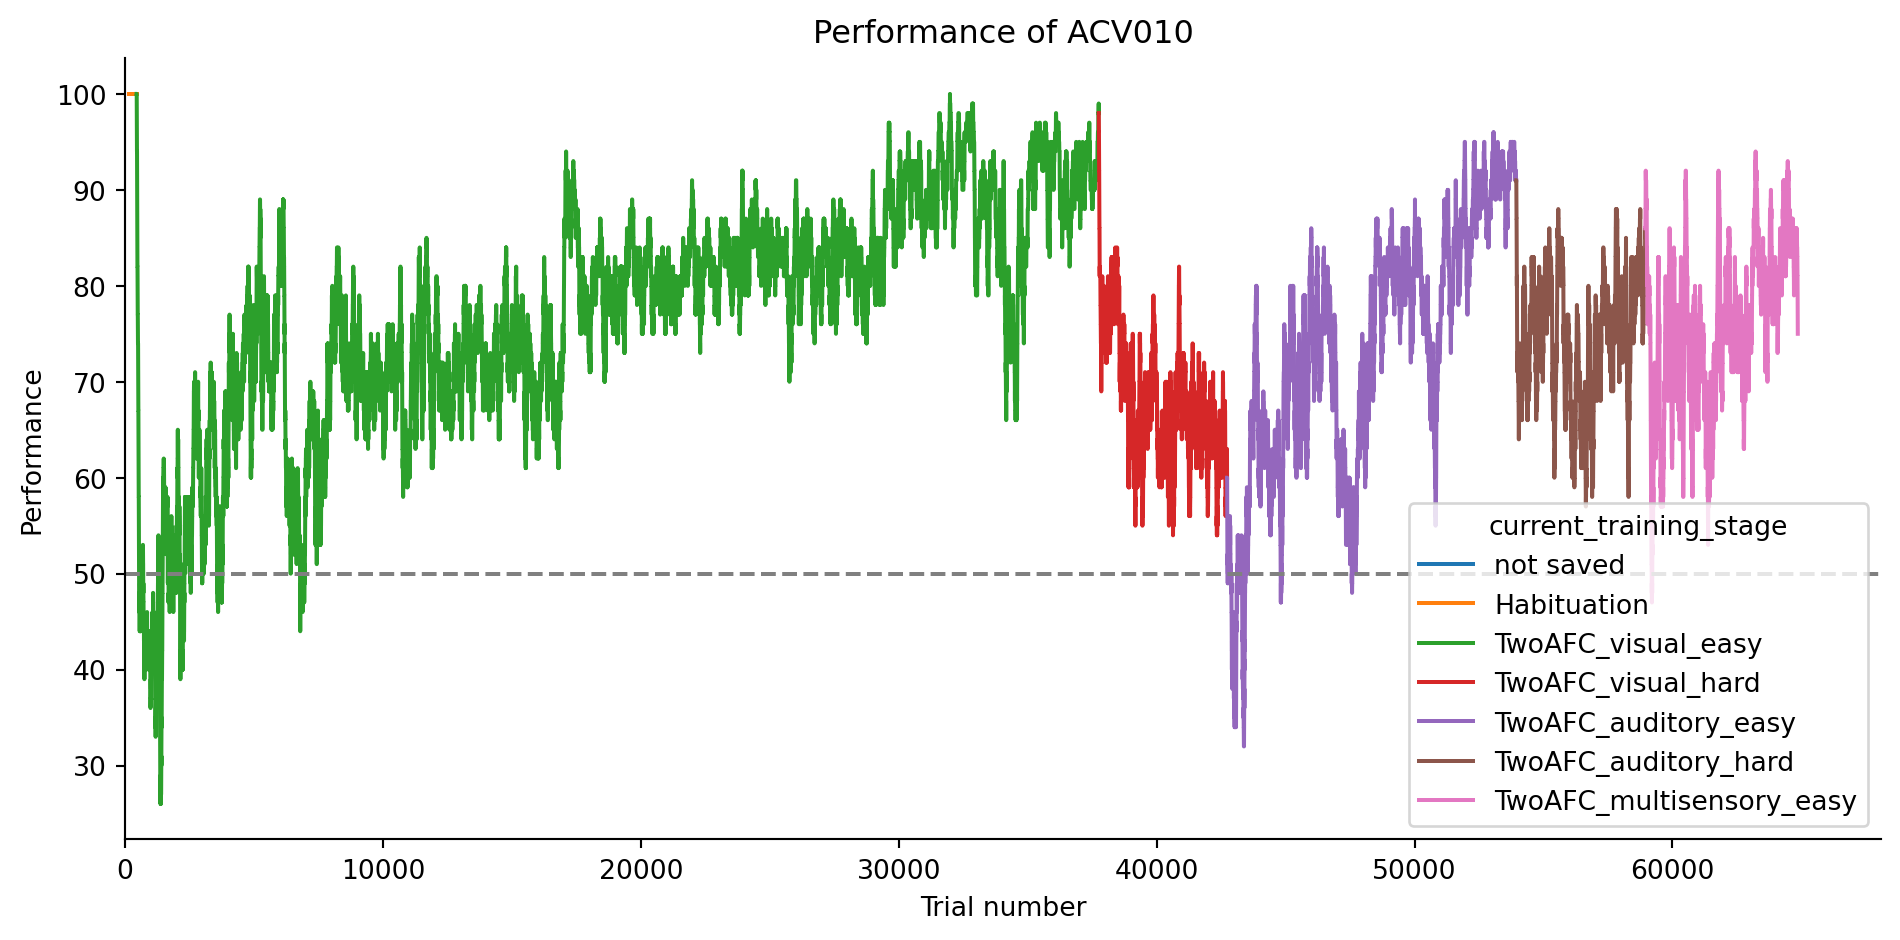 Performance of ACV010
100
90
80
70
60
50
40
30
Performance
0
10000
20000
30000
40000
50000
60000
Trial number
current_training_stage
not saved
Habituation
TwoAFC_visual_easy
TwoAFC_visual_hard
TwoAFC_auditory_easy
TwoAFC_auditory_hard
TwoAFC_multisensory_easy